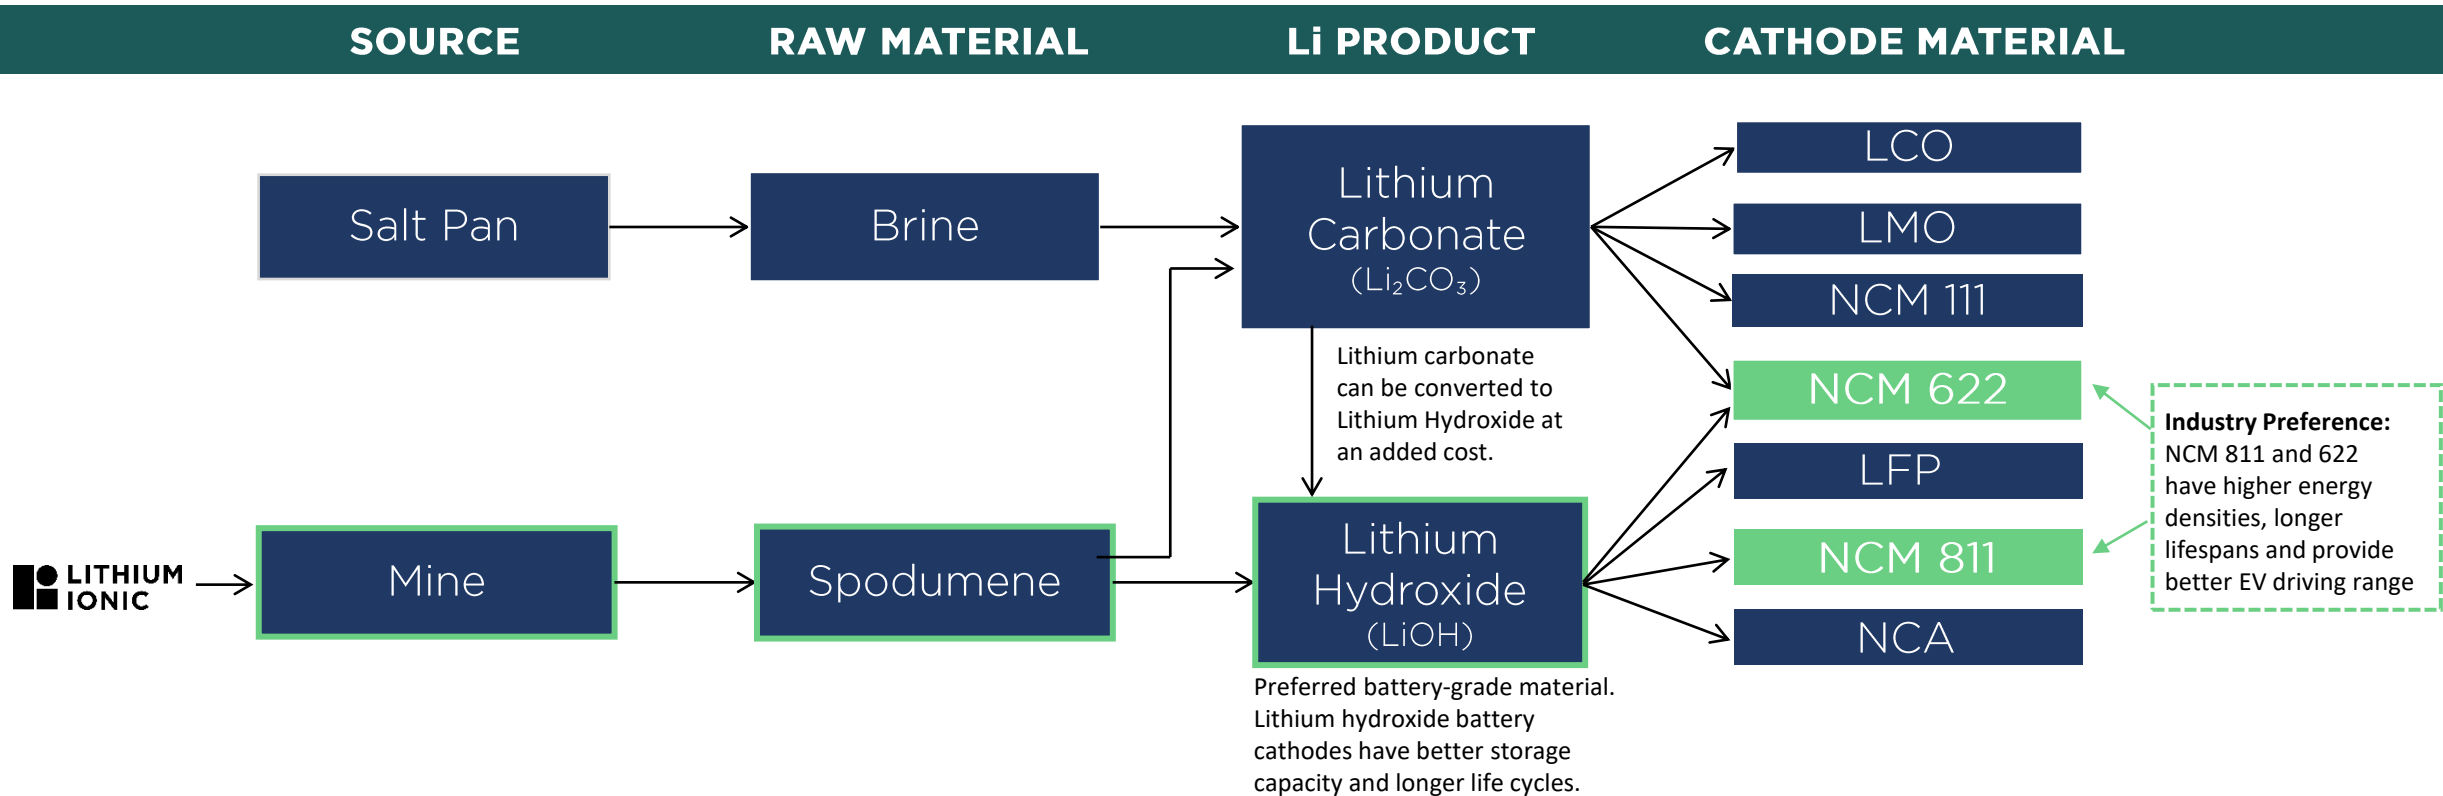 SOURCE
RAW MATERIAL
Li PRODUCT
CATHODE MATERIAL
Salt Pan
Brine
Lithium
Carbonate
(Li₂CO₃)
LCO
LMO
NCM 111
NCM 622
LFP
NCM 811
NCA
Lithium carbonate
can be converted to
Lithium Hydroxide at
an added cost.
LITHIUM
IONIC
Mine
Spodumene
Lithium
Hydroxide
(LiOH)
Preferred battery-grade material.
Lithium hydroxide battery
cathodes have better storage
capacity and longer life cycles.
Industry Preference:
NCM 811 and 622
have higher energy
densities, longer
lifespans and provide
better EV driving range